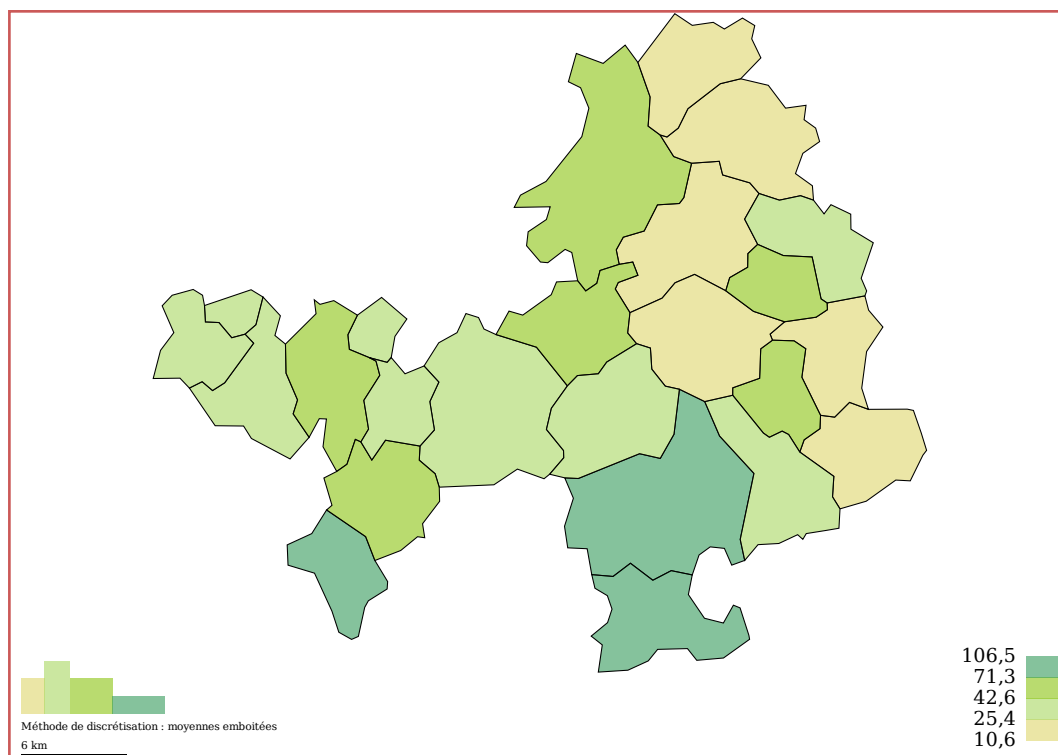 106,5
71,3
42,6
25,4
10,6
Méthode de discrétisation : moyennes emboitées
6 km